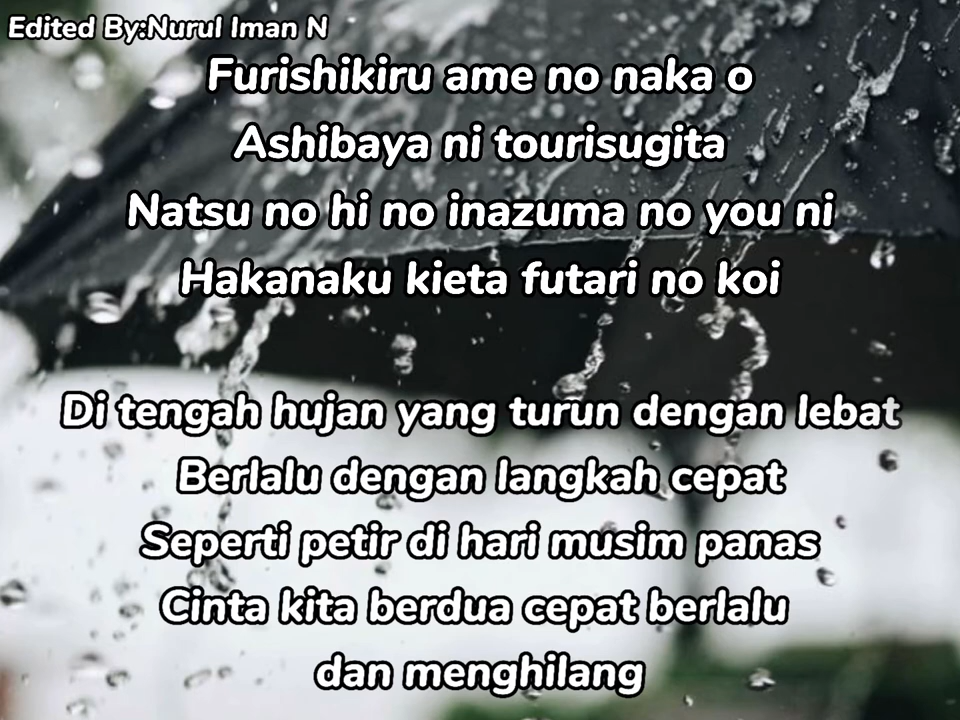 Edited By:Nurul Iman N
Furishikiru ame no naka o
Ashibaya ni tourisugita
Natsu no hi no inazuma no you ni
Hakanaku kieta futari no koi
Di tengah hujan yang turun dengan lebat
Berlalu dengan langkah cepat
Seperti petir di hari musim panas
Cinta kita berdua cepat berlalu
dan menghilang